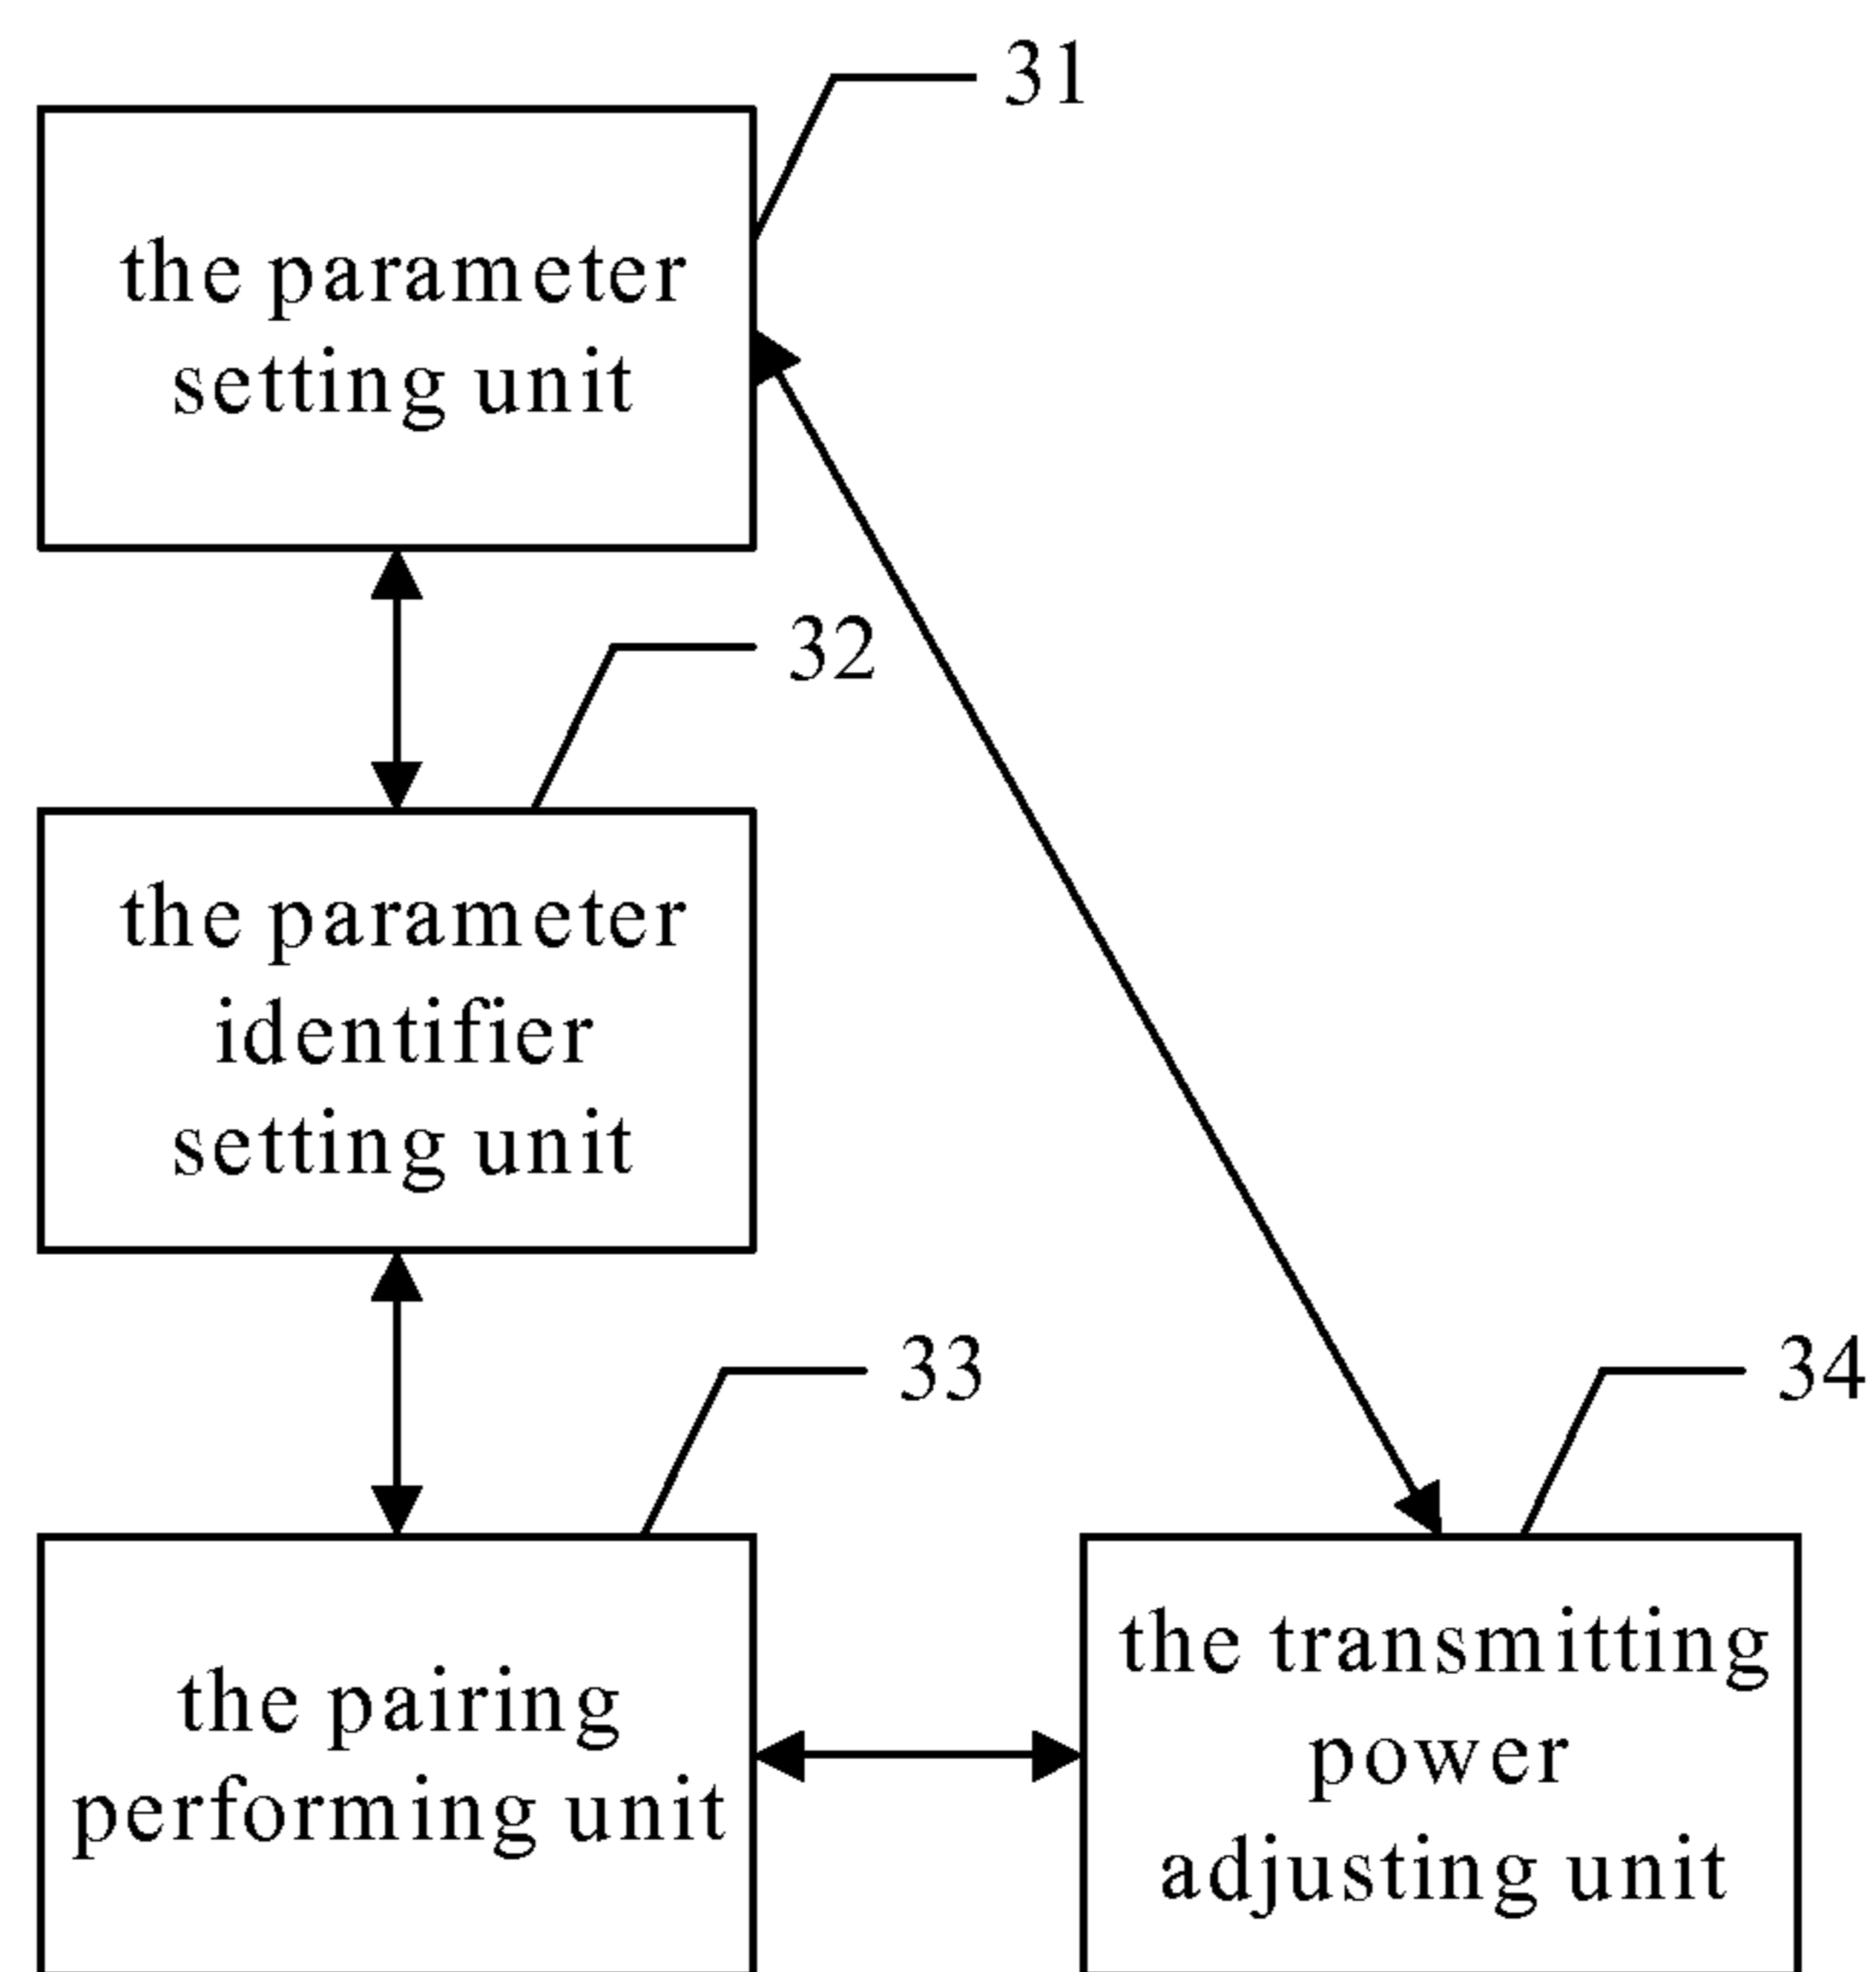 31
the parameter
setting unit
32
the parameter
identifier
setting unit
33
34
the pairing
performing unit
the transmitting
power
adjusting unit